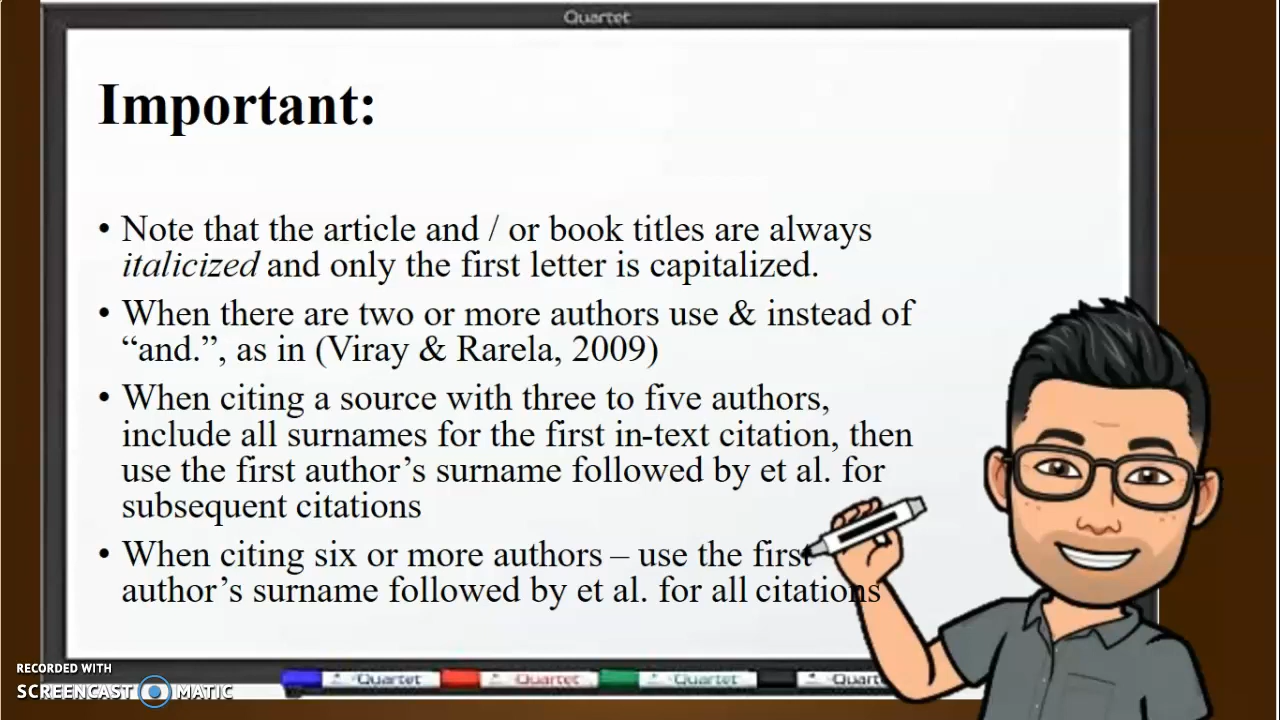 Quartet
Important:
• Note that the article and / or book titles are always
italicized and only the first letter is capitalized.
• When there are two or more authors use & instead of
“and.”, as in (Viray & Rarela, 2009)
• When citing a source with three to five authors,
include all surnames for the first in-text citation, then
use the first author’s surname followed by et al. for
subsequent citations
• When citing six or more authors – use the first
author’s surname followed by et al. for all citations
RECORDED WITH
SCREENCAST MATIC
Quartet Quartet Quartet Quart